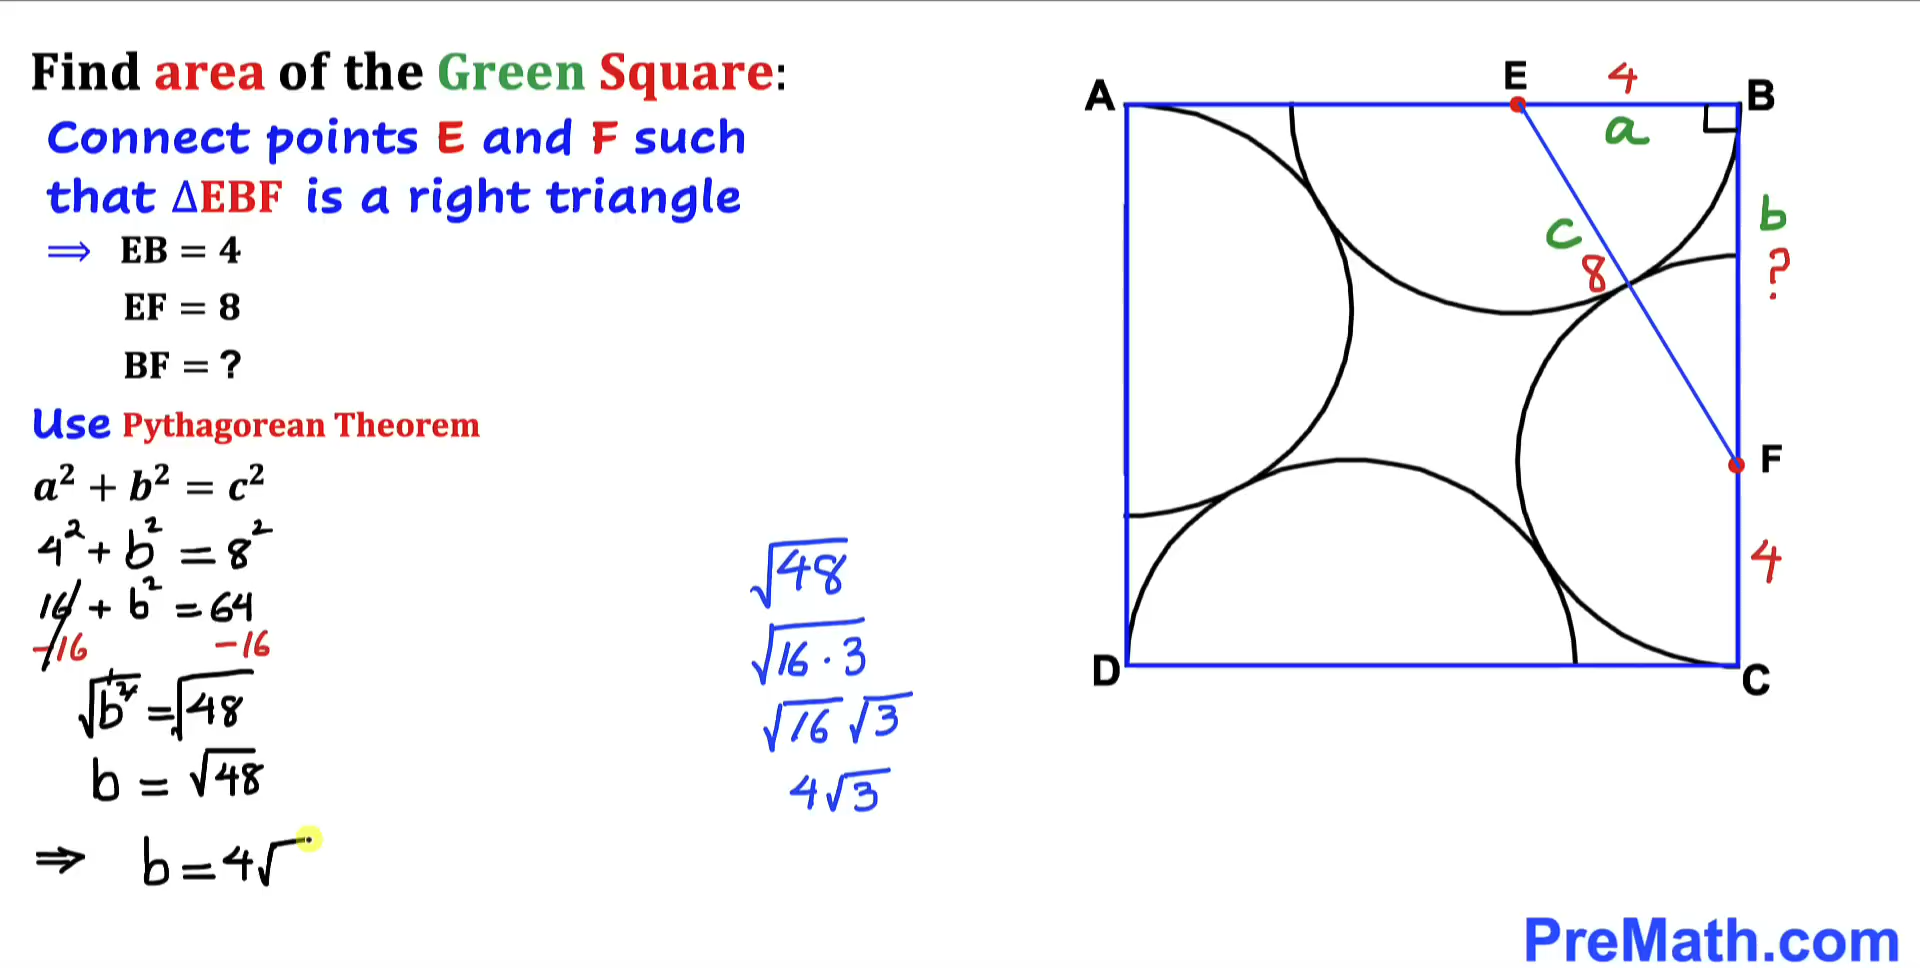 Find area of the Green Square:
Connect points E and F such
that ΔEBF is a right triangle
⟹ EB = 4
EF = 8
BF = ?
Use Pythagorean Theorem
a² + b² = c²
4² + b² = 8²
16 + b² = 64
-16 -16
√b² = √48
b = √48
⇒ b = 4√
√48
√16 · 3
√16 √3
4√3
E 4
A B
a
b
c
8 ?
F
4
D C
PreMath.com